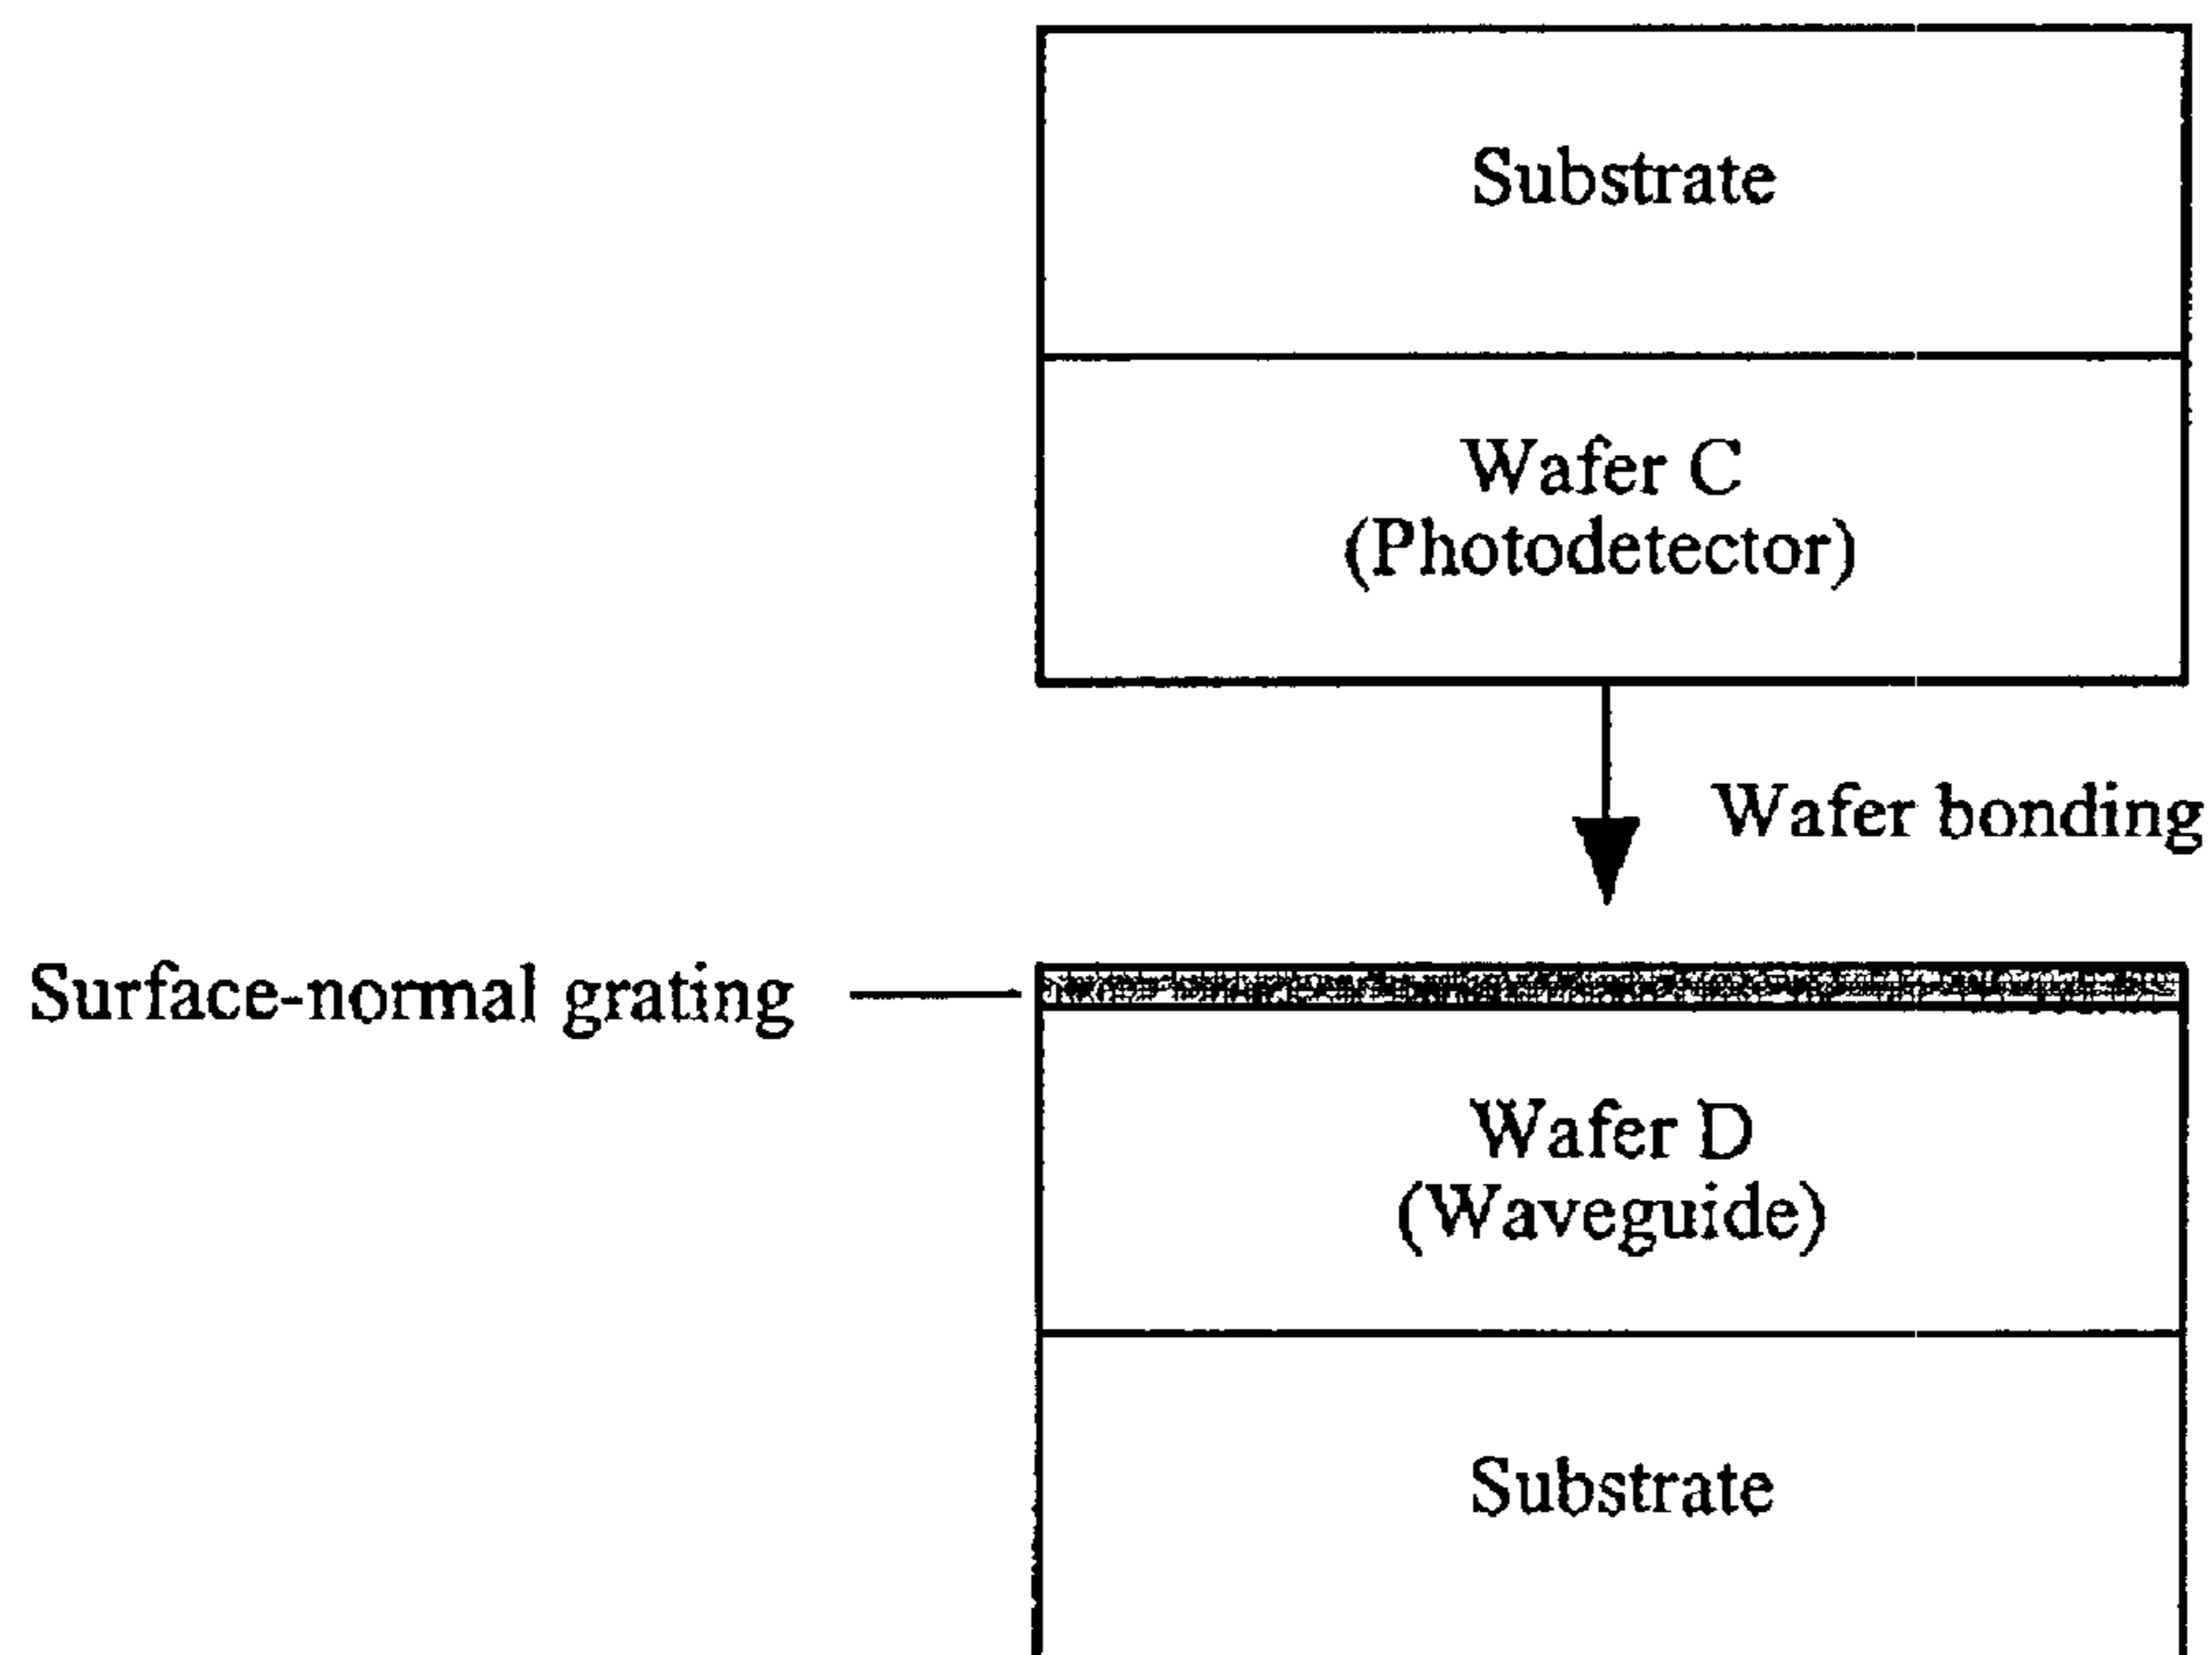 Substrate
Wafer C
(Photodetector)
Wafer bonding
Surface-normal grating
Wafer D
(Waveguide)
Substrate